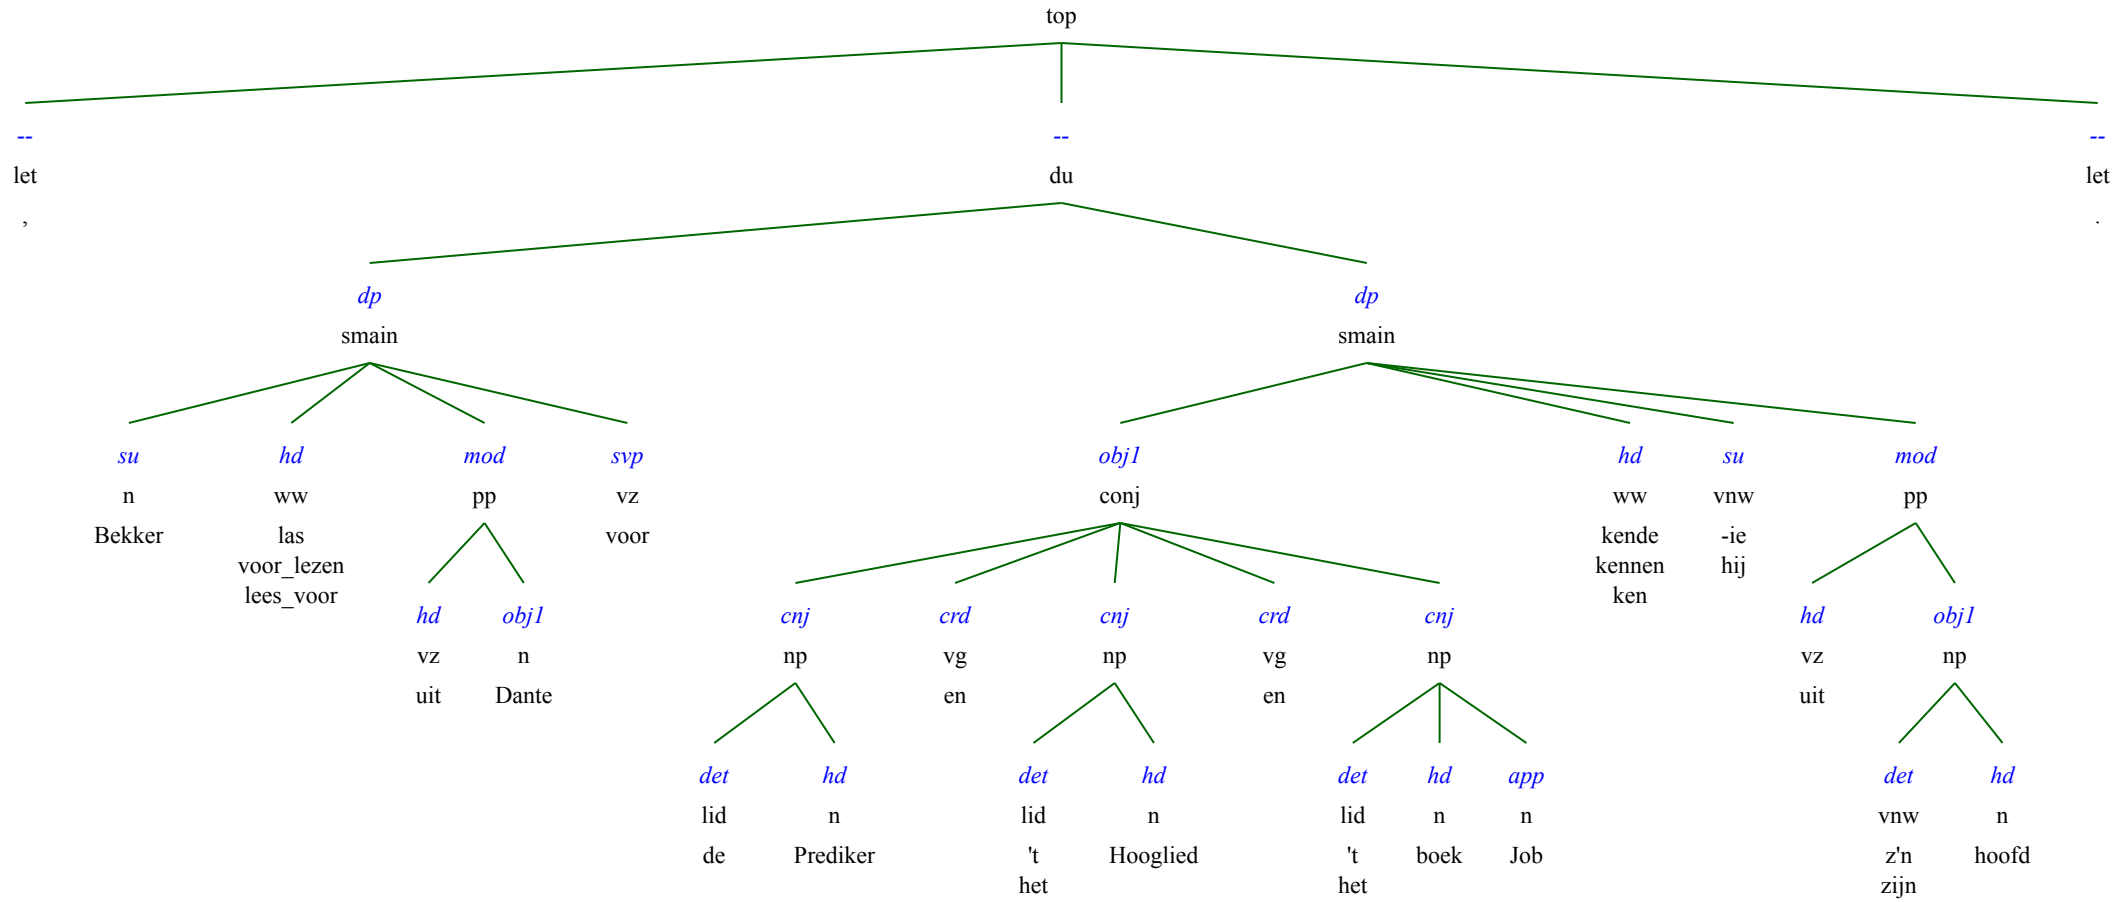 top
-- -- --
let du let
, .
dp dp
smain smain
su hd mod svp obj1 hd su mod
n ww pp vz conj ww vnw pp
Bekker las voor kende -ie
voor_lezen kennen hij
lees_voor ken
hd obj1 cnj crd cnj crd cnj hd obj1
vz n np vg np vg np vz np
uit Dante en en uit
det hd det hd det hd app det hd
lid n lid n lid n n vnw n
de Prediker 't Hooglied 't boek Job z'n hoofd
het het zijn